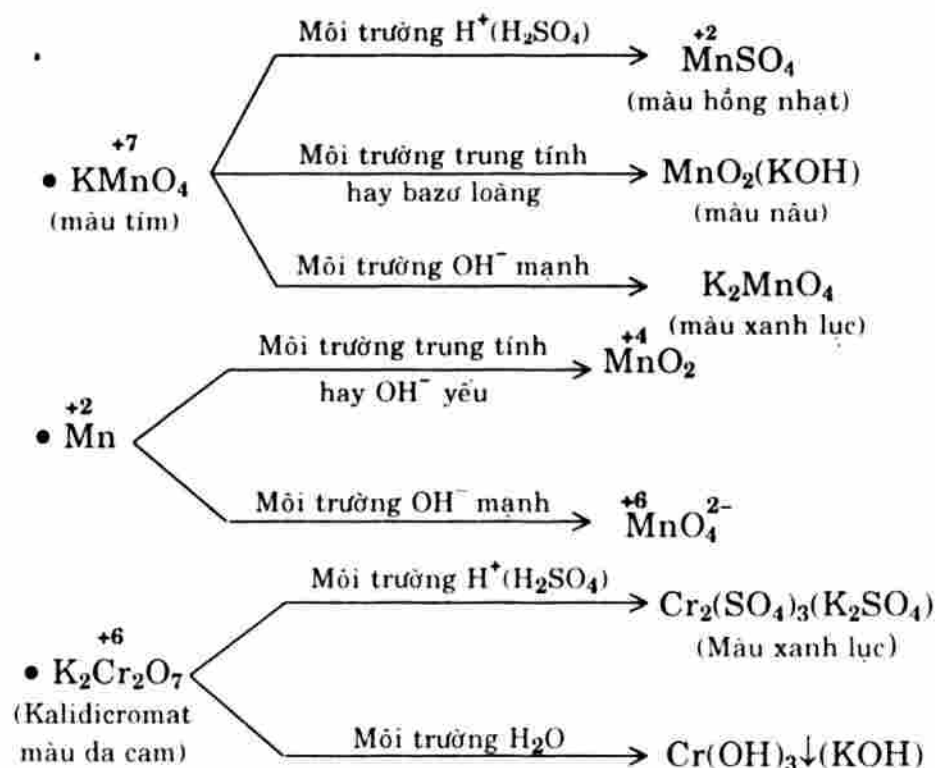 Môi trường H⁺(H₂SO₄)
+2
MnSO₄
(màu hồng nhạt)
+7
• KMnO₄
(màu tím)
Môi trường trung tính
hay bazơ loãng
MnO₂(KOH)
(màu nâu)
Môi trường OH⁻ mạnh
K₂MnO₄
(màu xanh lục)
+2
• Mn
Môi trường trung tính
hay OH⁻ yếu
+4
MnO₂
Môi trường OH⁻ mạnh
+6
MnO₄²⁻
+6
• K₂Cr₂O₇
(Kalidicromat
màu da cam)
Môi trường H⁺(H₂SO₄)
Cr₂(SO₄)₃(K₂SO₄)
(Màu xanh lục)
Môi trường H₂O
Cr(OH)₃↓(KOH)